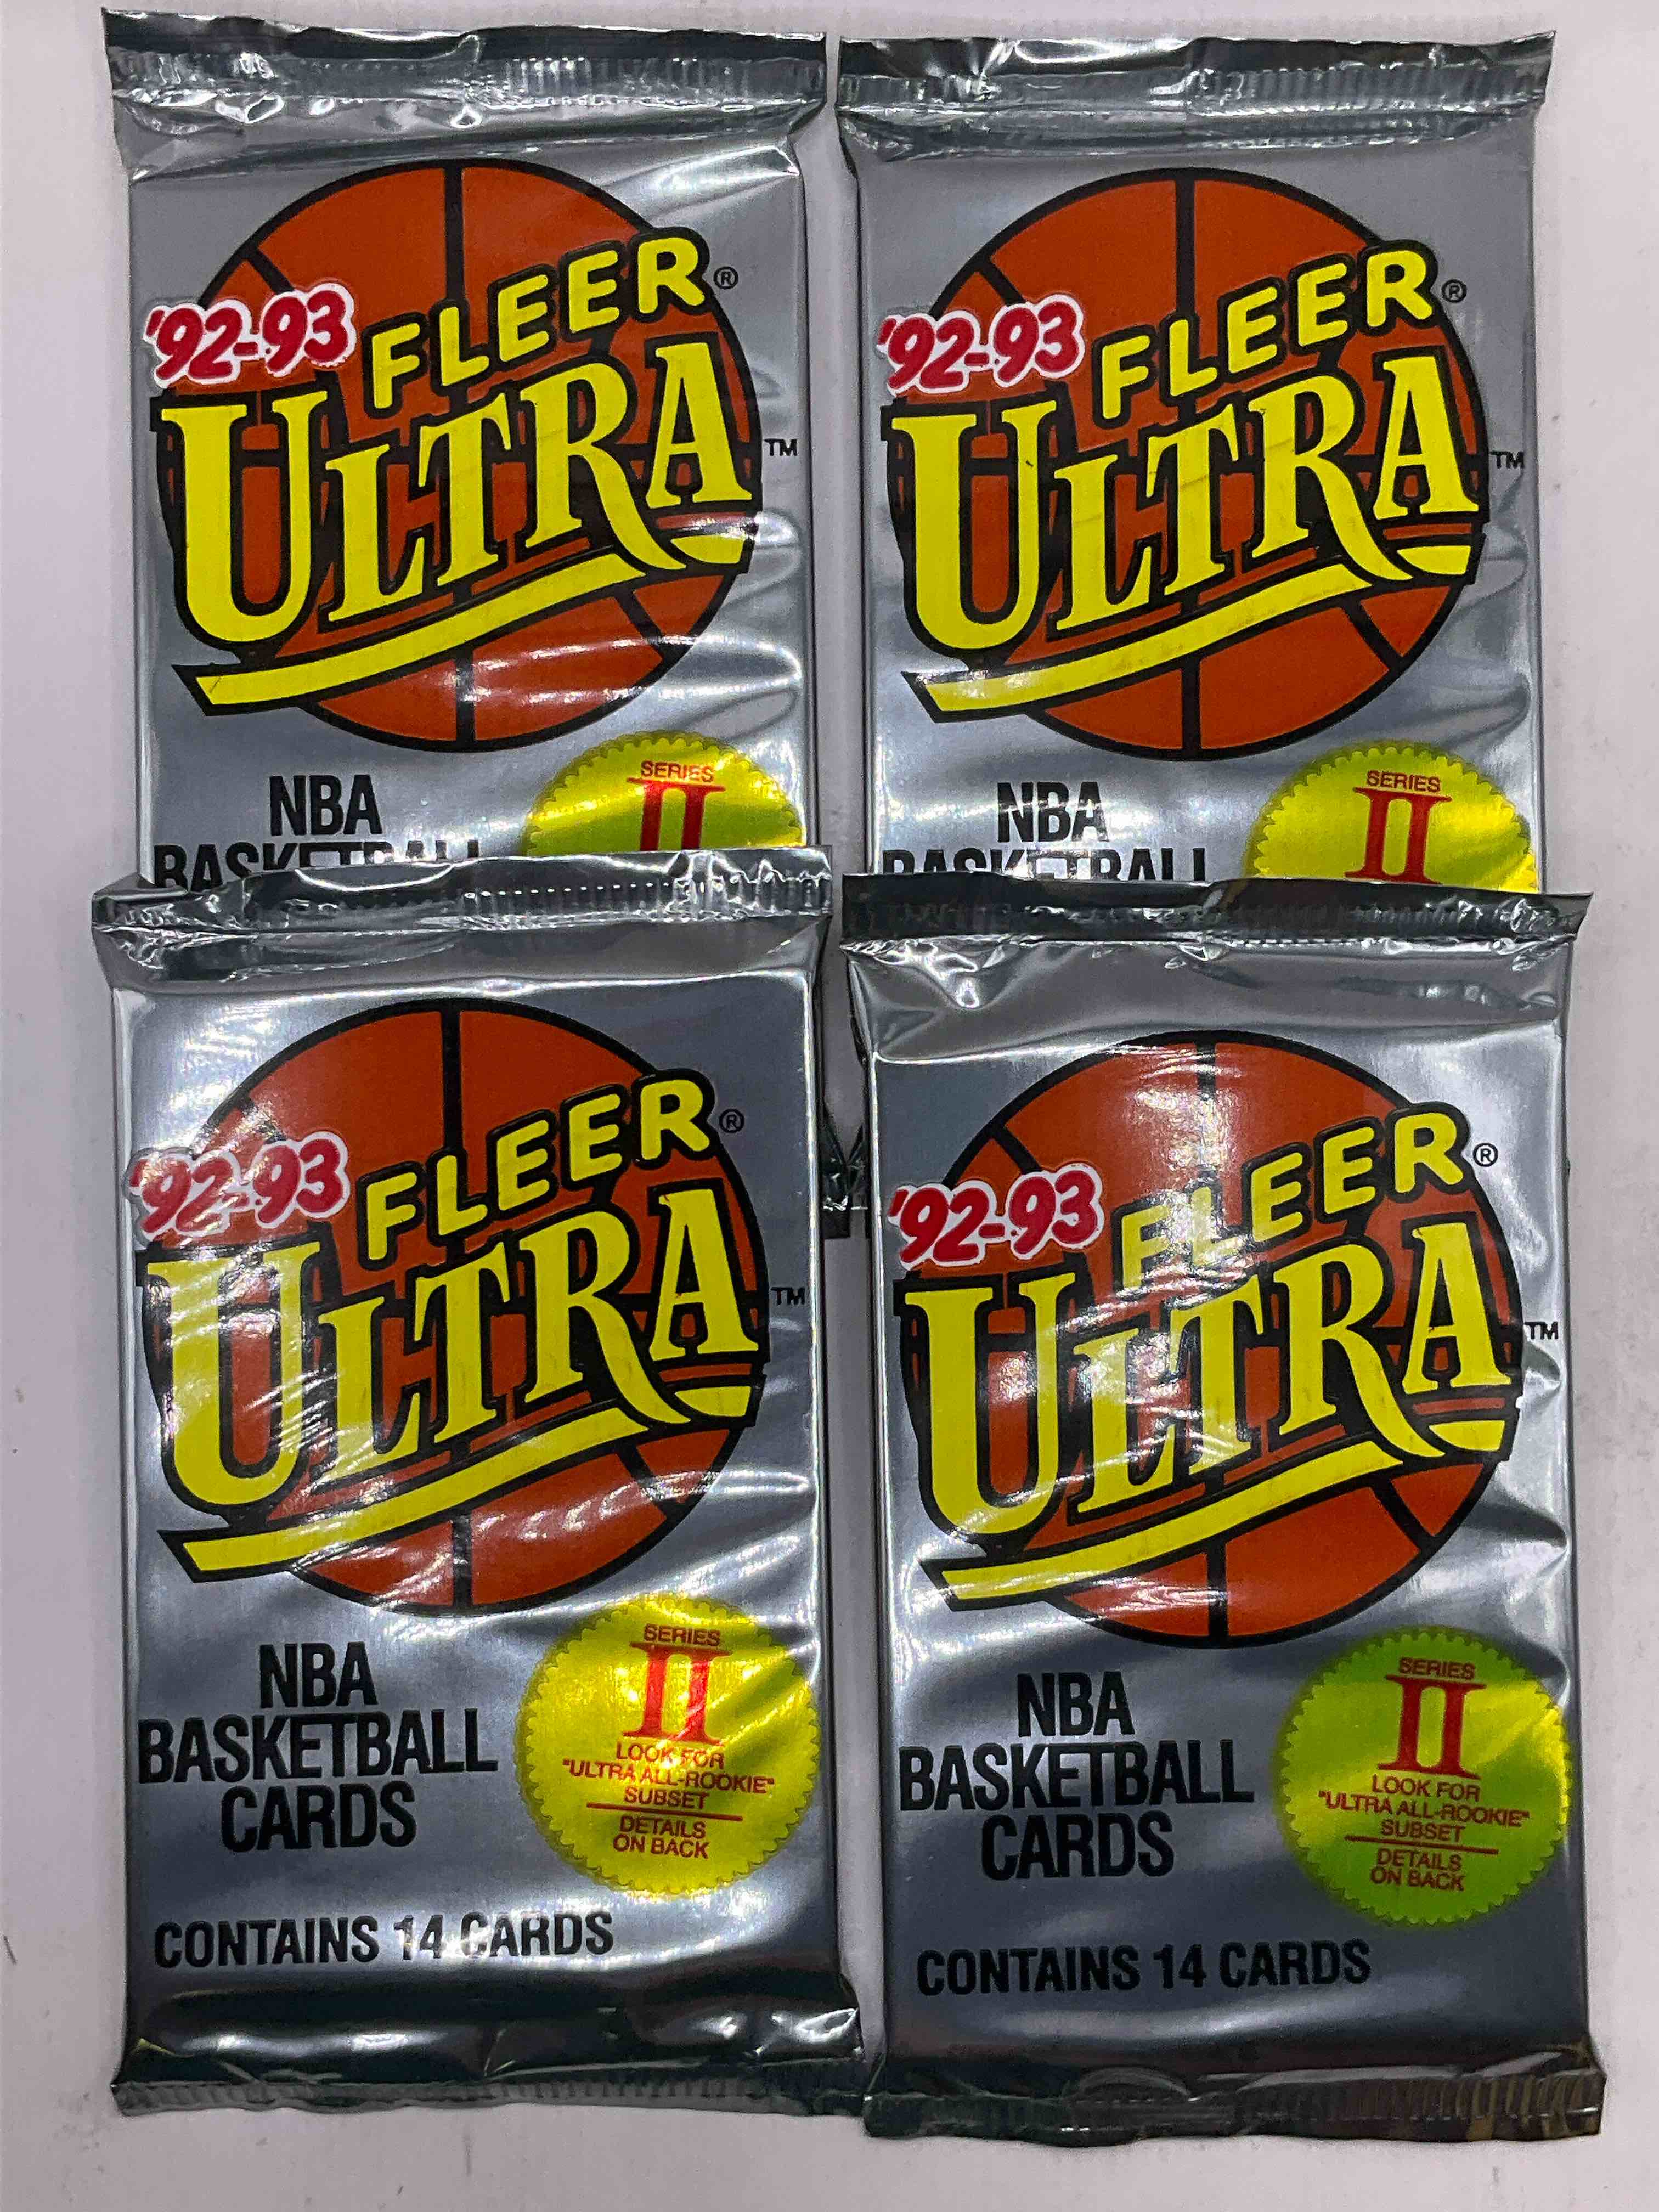 '92-93 FLEER®
ULTRA™
NBA
BASKETBALL
SERIES
II
'92-93 FLEER®
ULTRA™
NBA
BASKETBALL
SERIES
II
'92-93 FLEER®
ULTRA™
NBA
BASKETBALL
CARDS
SERIES
II
LOOK FOR
"ULTRA ALL-ROOKIE"
SUBSET
DETAILS
ON BACK
CONTAINS 14 CARDS
'92-93 FLEER®
ULTRA™
NBA
BASKETBALL
CARDS
SERIES
II
LOOK FOR
"ULTRA ALL-ROOKIE"
SUBSET
DETAILS
ON BACK
CONTAINS 14 CARDS